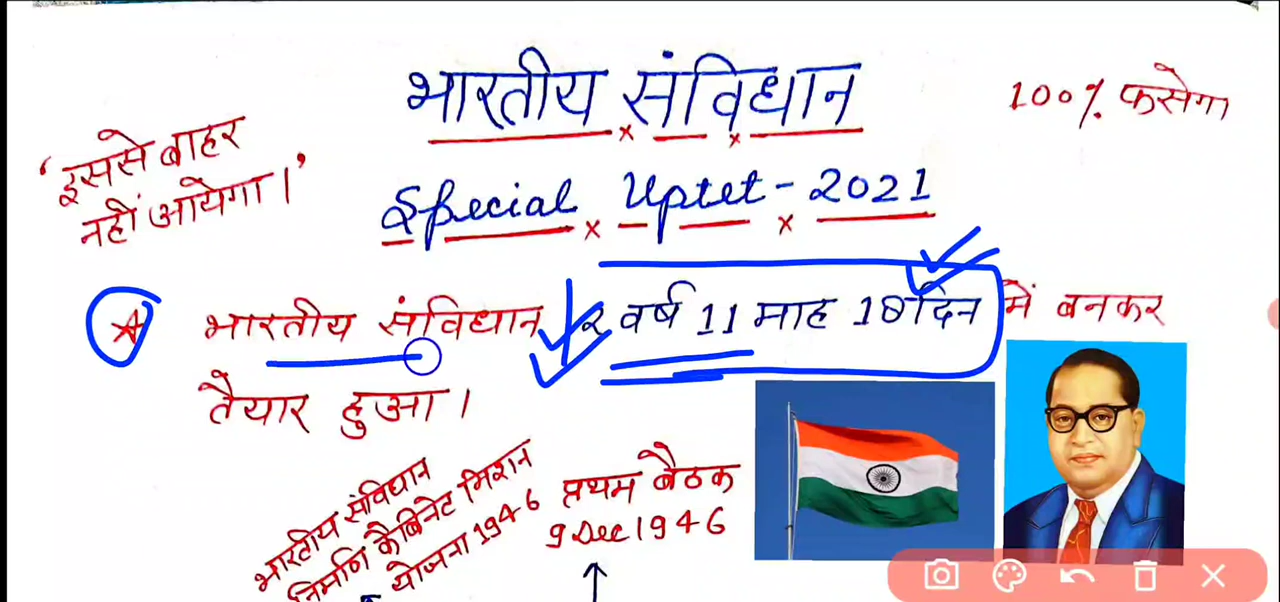 भारतीय संविधान
100% फसेगा
'इससे बाहर
नहीं आयेगा।'
Special Uptet - 2021
भारतीय संविधान २ वर्ष 11 माह 18 दिन में बनकर
तैयार हुआ।
भारतीय संविधान
निर्माण कैबिनेट मिशन
योजना 1946
प्रथम बैठक
9 Dec 1946